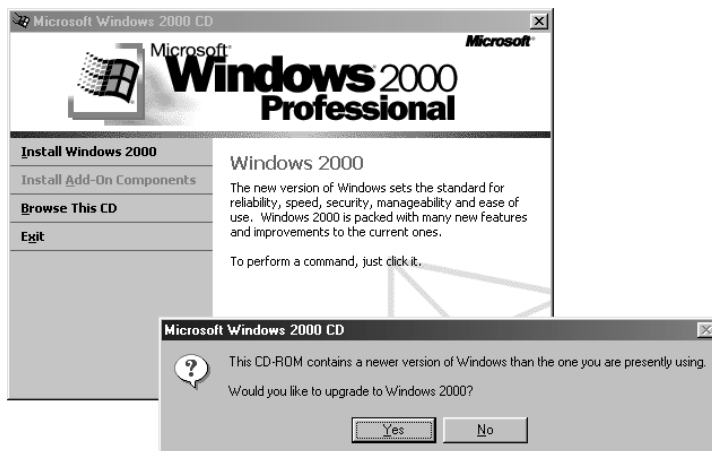 Microsoft Windows 2000 CD
Microsoft
Microsoft
Windows 2000
Professional
Install Windows 2000
Install Add-On Components
Browse This CD
Exit
Windows 2000
The new version of Windows sets the standard for
reliability, speed, security, manageability and ease of
use. Windows 2000 is packed with many new features
and improvements to the current ones.
To perform a command, just click it.
Microsoft Windows 2000 CD
This CD-ROM contains a newer version of Windows than the one you are presently using.
Would you like to upgrade to Windows 2000?
Yes
No